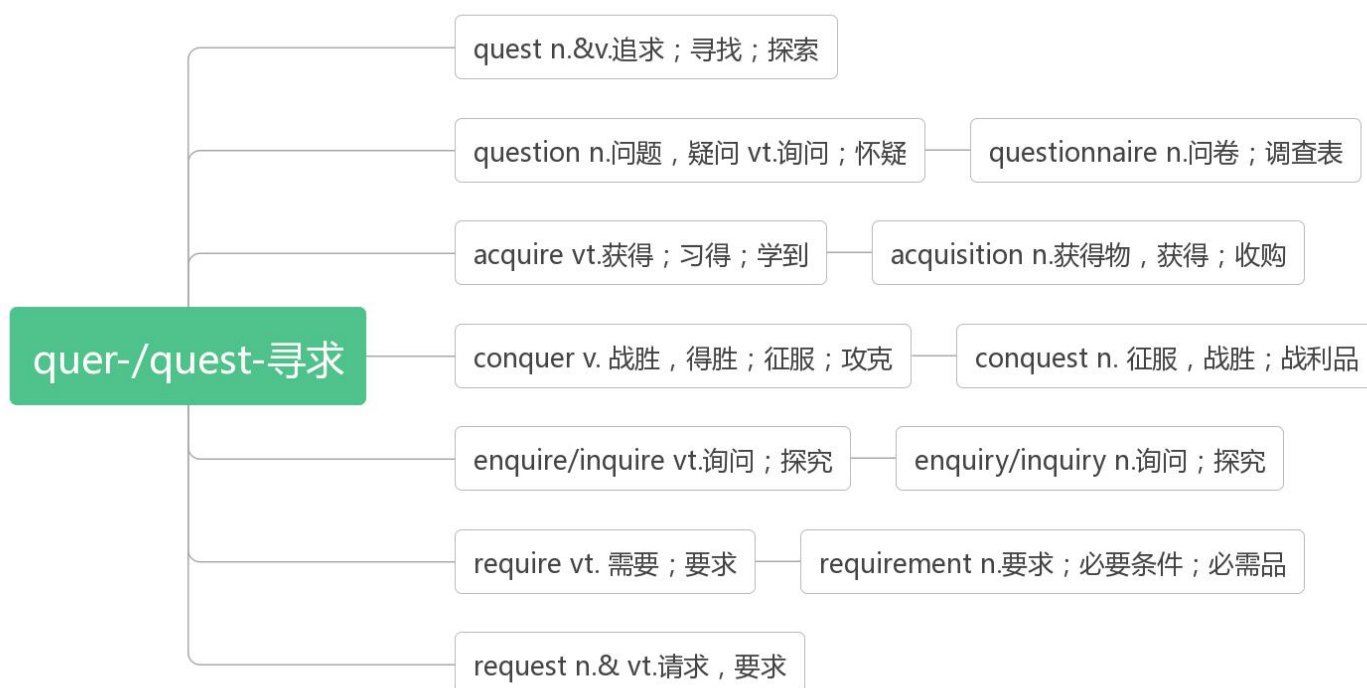 quer-/quest-寻求
quest n.&v.追求；寻找；探索
question n.问题，疑问 vt.询问；怀疑
questionnaire n.问卷；调查表
acquire vt.获得；习得；学到
acquisition n.获得物，获得；收购
conquer v. 战胜，得胜；征服；攻克
conquest n. 征服，战胜；战利品
enquire/inquire vt.询问；探究
enquiry/inquiry n.询问；探究
require vt. 需要；要求
requirement n.要求；必要条件；必需品
request n.& vt.请求，要求